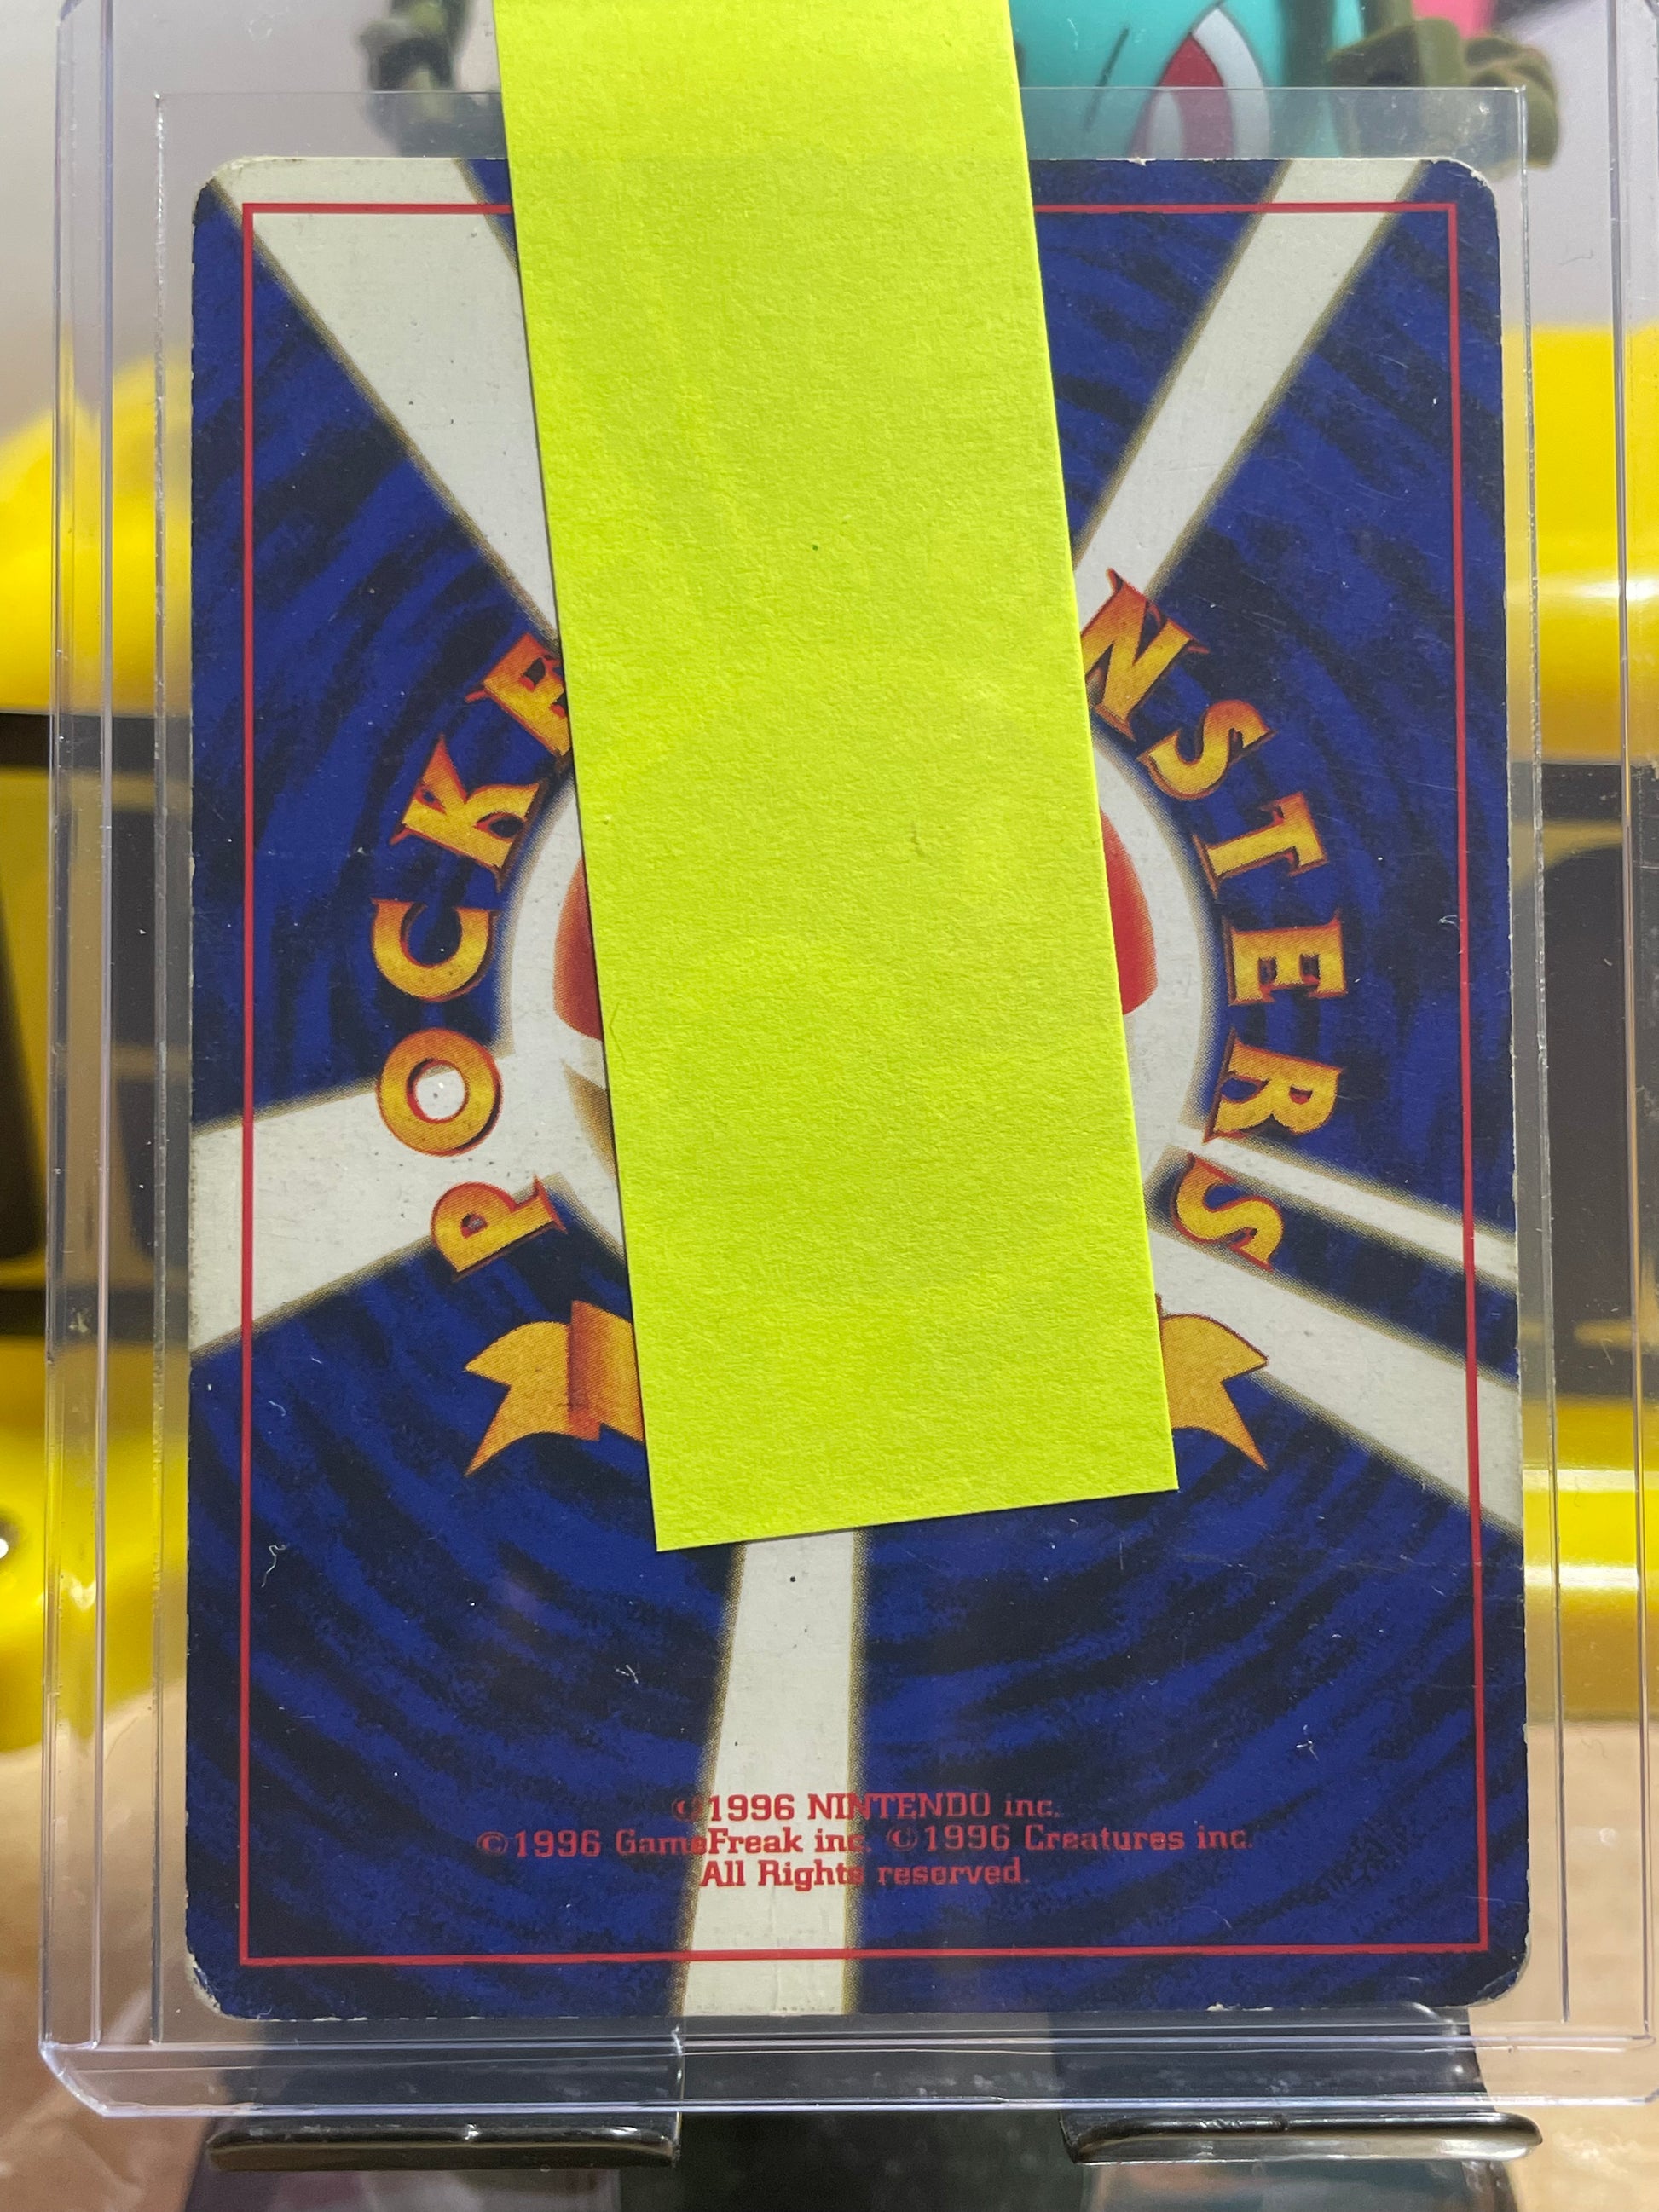 POCKE
NSTERS
©1996 NINTENDO inc.
©1996 GameFreak inc. ©1996 Creatures inc.
All Rights reserved.